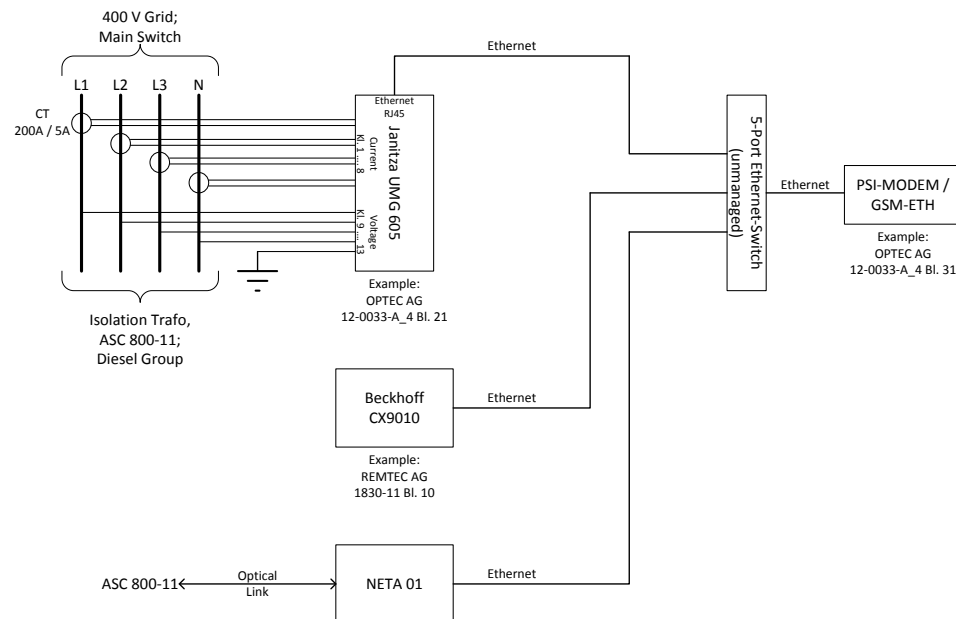 400 V Grid;
Main Switch
L1 L2 L3 N
CT
200A / 5A
Ethernet
RJ45
Janitza UMG 605
Current
Kl. 1 .... 8
Voltage
Kl. 9 .... 13
Example:
OPTEC AG
12-0033-A_4 Bl. 21
Isolation Trafo,
ASC 800-11;
Diesel Group
Ethernet
5-Port Ethernet-Switch
(unmanaged)
Ethernet
PSI-MODEM /
GSM-ETH
Example:
OPTEC AG
12-0033-A_4 Bl. 31
Beckhoff
CX9010
Ethernet
Example:
REMTEC AG
1830-11 Bl. 10
ASC 800-11
Optical
Link
NETA 01
Ethernet